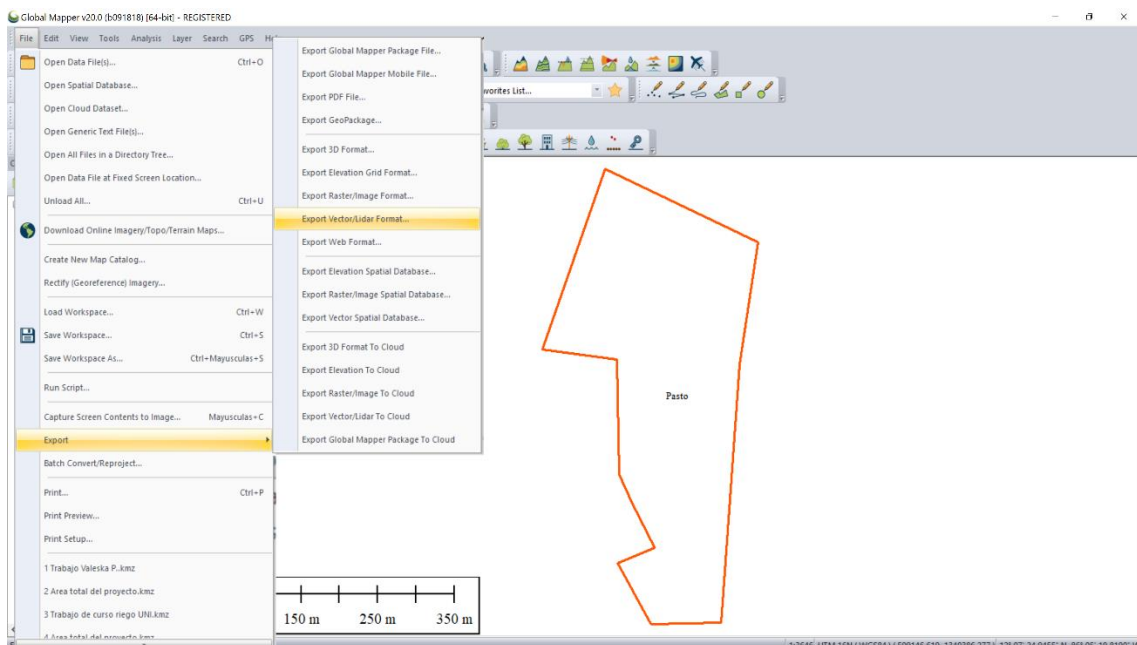 Global Mapper v20.0 (b091818) [64-bit] - REGISTERED
File Edit View Tools Analysis Layer Search GPS
Open Data File(s)... Ctrl+O
Open Spatial Database...
Open Cloud Dataset...
Open Generic Text File(s)...
Open All Files in a Directory Tree...
Open Data File at Fixed Screen Location...
Unload All... Ctrl+U
Download Online Imagery/Topo/Terrain Maps...
Create New Map Catalog...
Rectify (Georeference) Imagery...
Load Workspace... Ctrl+W
Save Workspace... Ctrl+S
Save Workspace As... Ctrl+Mayusculas+S
Run Script...
Capture Screen Contents to Image... Mayusculas+C
Export
Batch Convert/Reproject...
Print... Ctrl+P
Print Preview...
Print Setup...
1 Trabajo Valeska P..kmz
2 Area total del proyecto.kmz
3 Trabajo de curso riego UNI.kmz
4 Area total del proyecto.kmz
Export Global Mapper Package File...
Export Global Mapper Mobile File...
Export PDF File...
Export GeoPackage...
Export 3D Format...
Export Elevation Grid Format...
Export Raster/Image Format...
Export Vector/Lidar Format...
Export Web Format...
Export Elevation Spatial Database...
Export Raster/Image Spatial Database...
Export Vector Spatial Database...
Export 3D Format To Cloud
Export Elevation To Cloud
Export Raster/Image To Cloud
Export Vector/Lidar To Cloud
Export Global Mapper Package To Cloud
vorites List...
Pasto
150 m 250 m 350 m